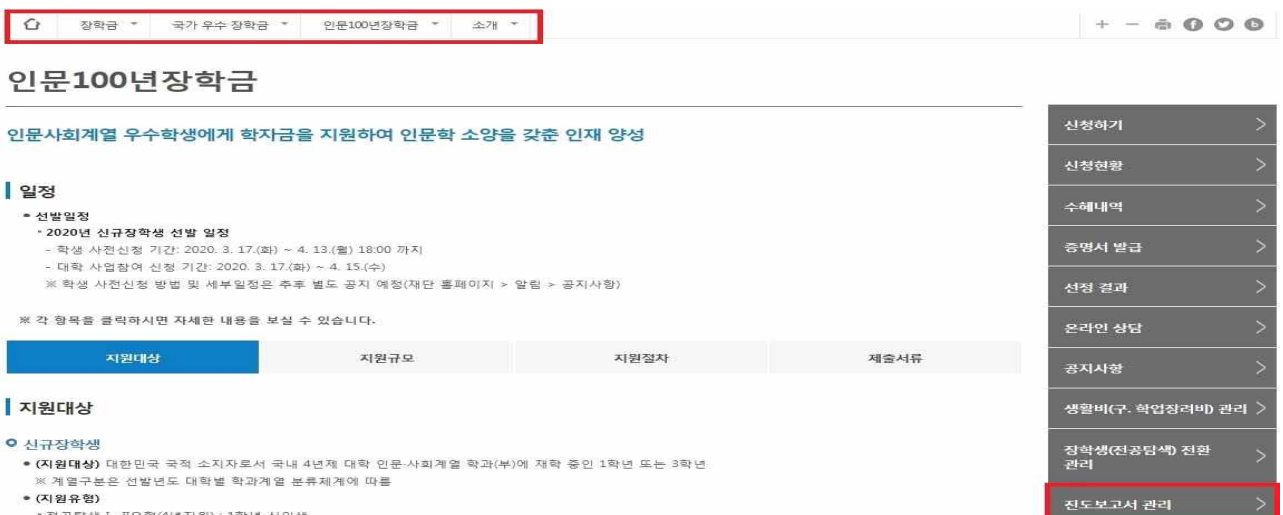 장학금 국가 우수 장학금 인문100년장학금 소개
인문100년장학금
인문사회계열 우수학생에게 학자금을 지원하여 인문학 소양을 갖춘 인재 양성
일정
• 선발일정
· 2020년 신규장학생 선발 일정
- 학생 사전신청 기간: 2020. 3. 17.(화) ~ 4. 13.(월) 18:00 까지
- 대학 사업참여 신청 기간: 2020. 3. 17.(화) ~ 4. 15.(수)
※ 학생 사전신청 방법 및 세부일정은 추후 별도 공지 예정(재단 홈페이지 > 알림 > 공지사항)
※ 각 항목을 클릭하시면 자세한 내용을 보실 수 있습니다.
지원대상 지원규모 지원절차 제출서류
지원대상
신규장학생
• (지원대상) 대한민국 국적 소지자로서 국내 4년제 대학 인문·사회계열 학과(부)에 재학 중인 1학년 또는 3학년
※ 계열구분은 선발년도 대학별 학과계열 분류체계에 따름
• (지원유형)
신청하기
신청현황
수혜내역
증명서 발급
선정 결과
온라인 상담
공지사항
생활비(구. 학업장려비) 관리
장학생(전공탐색) 전환
관리
진도보고서 관리